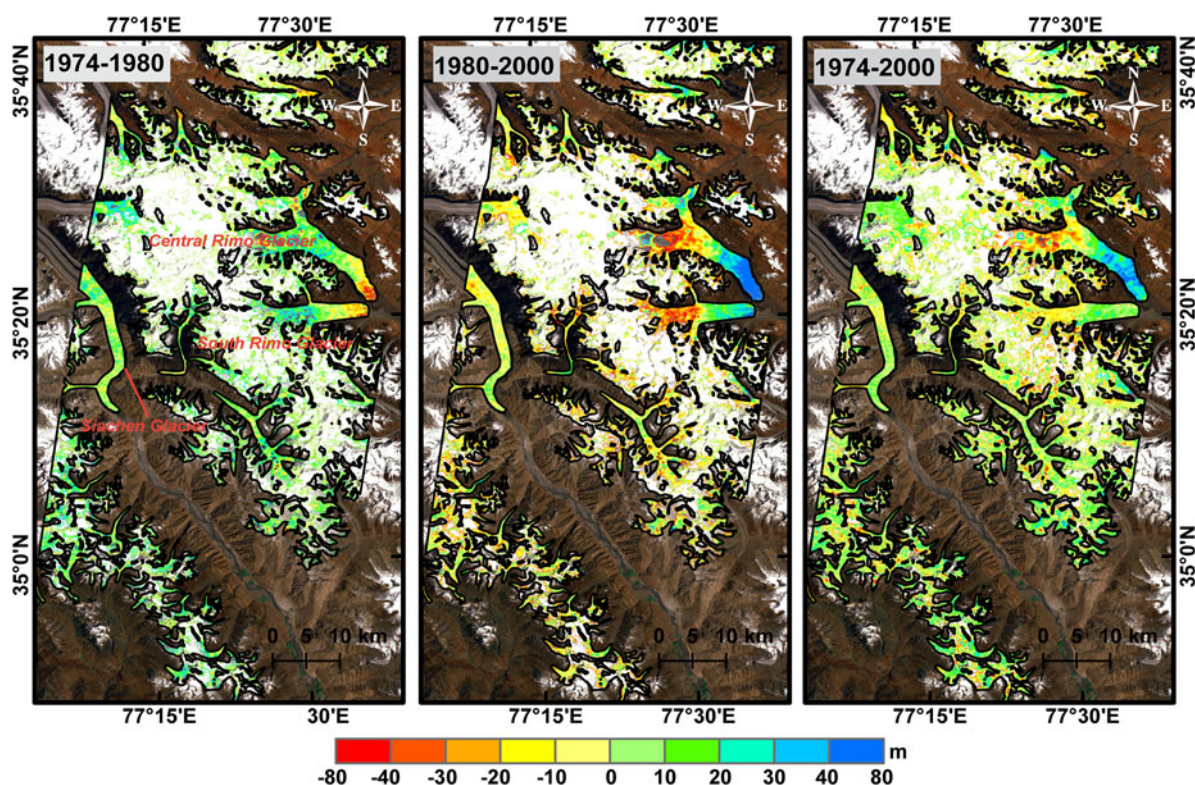 77°15'E 77°30'E 77°15'E 77°30'E 77°15'E 77°30'E
1974-1980 1980-2000 1974-2000
35°40'N 35°40'N
N N N
W E W E W E
S S S
Central Rimo Glacier
35°20'N 35°20'N
South Rimo Glacier
Siachen Glacier
35°0'N 35°0'N
0 5 10 km 0 5 10 km 0 5 10 km
77°15'E 30'E 77°15'E 77°30'E 77°15'E 77°30'E
m
-80 -40 -30 -20 -10 0 10 20 30 40 80